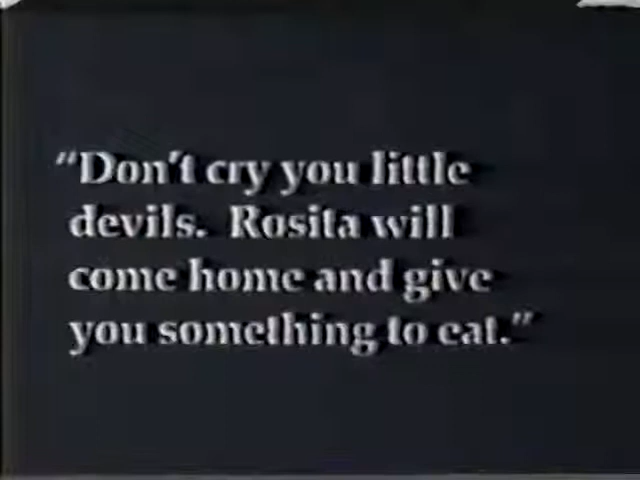 "Don't cry you little
devils. Rosita will
come home and give
you something to eat."